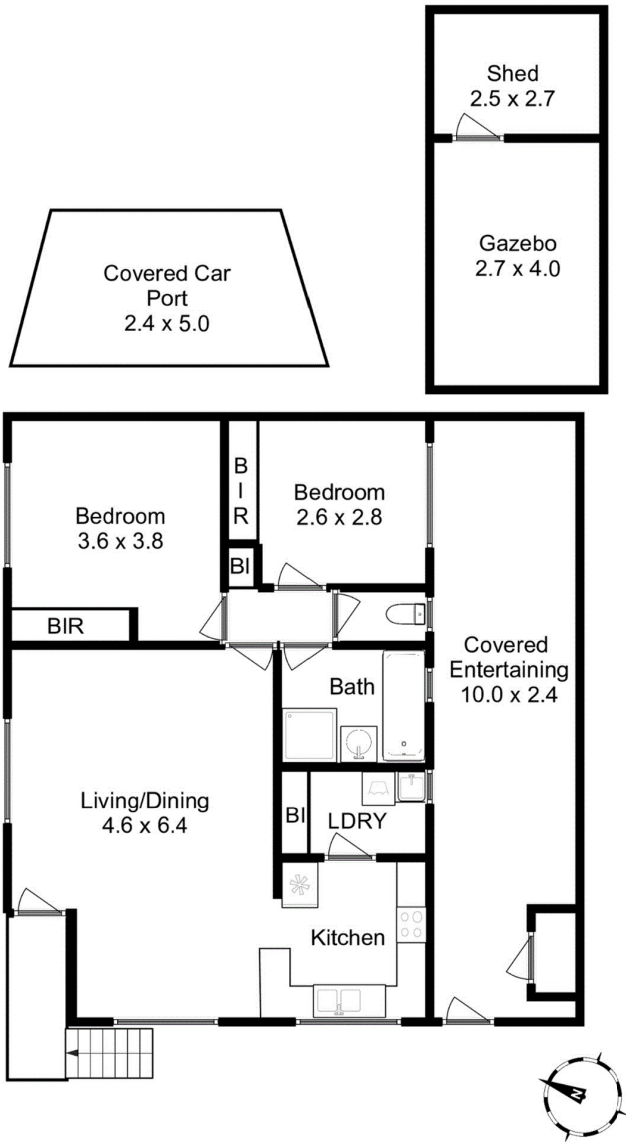 Shed
2.5 x 2.7
Gazebo
2.7 x 4.0
Covered Car
Port
2.4 x 5.0
B
I
R
Bedroom
2.6 x 2.8
Bedroom
3.6 x 3.8
BI
BIR
Covered
Entertaining
10.0 x 2.4
Bath
Living/Dining
4.6 x 6.4
BI
LDRY
Kitchen
N